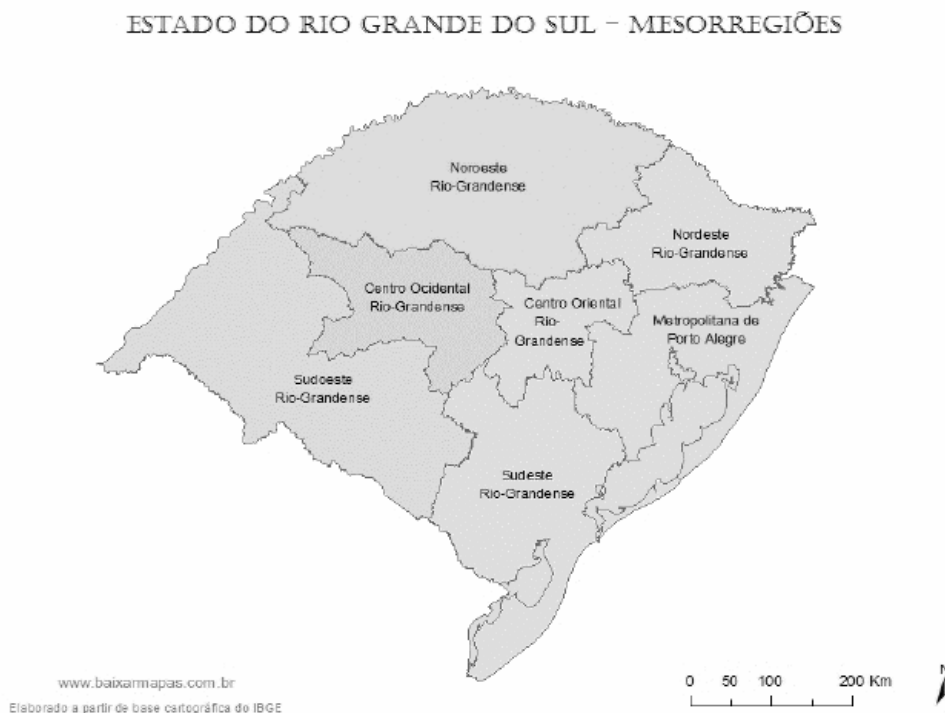 ESTADO DO RIO GRANDE DO SUL – MESORREGIÕES
Noroeste
Rio-Grandense
Nordeste
Rio-Grandense
Centro Ocidental
Rio-Grandense
Centro Oriental
Rio-
Grandense
Metropolitana de
Porto Alegre
Sudoeste
Rio-Grandense
Sudeste
Rio-Grandense
www.baixarmapas.com.br
Elaborado a partir de base cartográfica do IBGE
0 50 100 200 Km
N